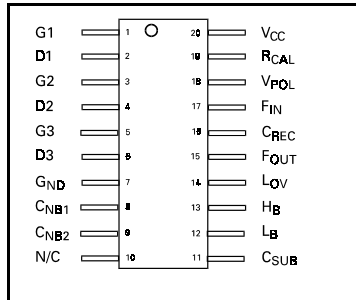 G1 1 20 VCC
D1 2 19 RCAL
G2 3 18 VPOL
D2 4 17 FIN
G3 5 16 CREC
D3 6 15 FOUT
GND 7 14 LOV
CNB1 8 13 HB
CNB2 9 12 LB
N/C 10 11 CSUB